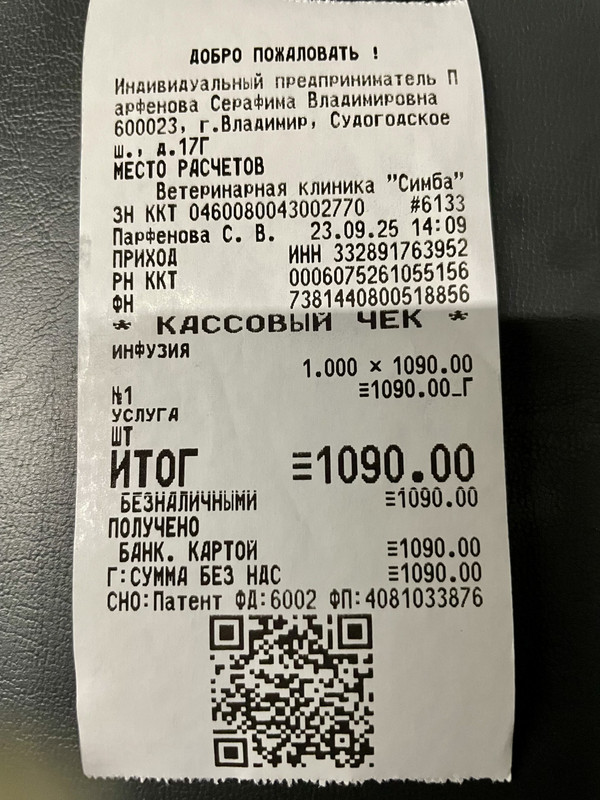 ДОБРО ПОЖАЛОВАТЬ !
Индивидуальный предприниматель П
арфенова Серафима Владимировна
600023, г.Владимир, Судогодское
ш., д.17Г
МЕСТО РАСЧЕТОВ
Ветеринарная клиника "Симба"
ЗН ККТ 0460080043002770 #6133
Парфенова С. В. 23.09.25 14:09
ПРИХОД ИНН 332891763952
РН ККТ 0006075261055156
ФН 7381440800518856
* КАССОВЫЙ ЧЕК *
ИНФУЗИЯ
1.000 × 1090.00
№1 ≡1090.00_Г
УСЛУГА
ШТ
ИТОГ ≡1090.00
БЕЗНАЛИЧНЫМИ ≡1090.00
ПОЛУЧЕНО
БАНК. КАРТОЙ ≡1090.00
Г:СУММА БЕЗ НДС ≡1090.00
СНО:Патент ФД:6002 ФП:4081033876